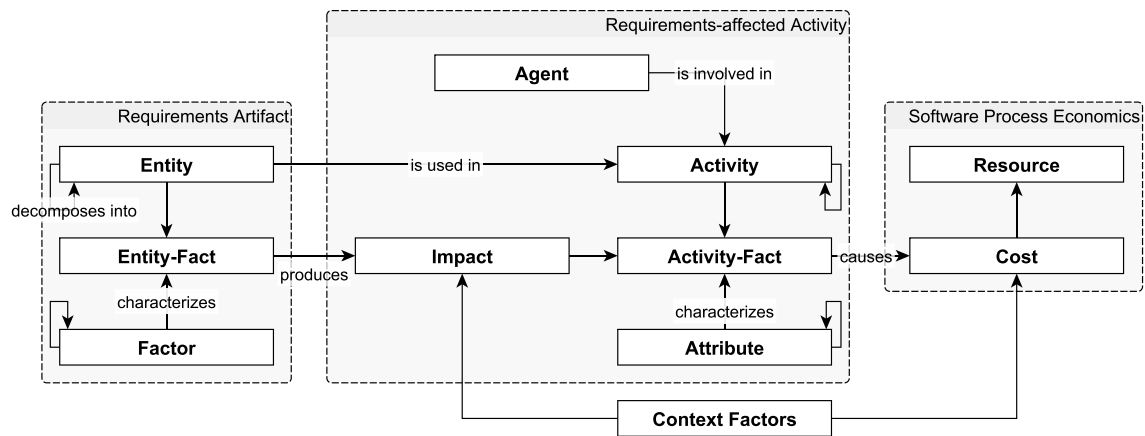 Requirements-affected Activity
Agent
is involved in
Requirements Artifact
Software Process Economics
Entity
is used in
Activity
Resource
decomposes into
Entity-Fact
produces
Impact
Activity-Fact
causes
Cost
characterizes
characterizes
Factor
Attribute
Context Factors